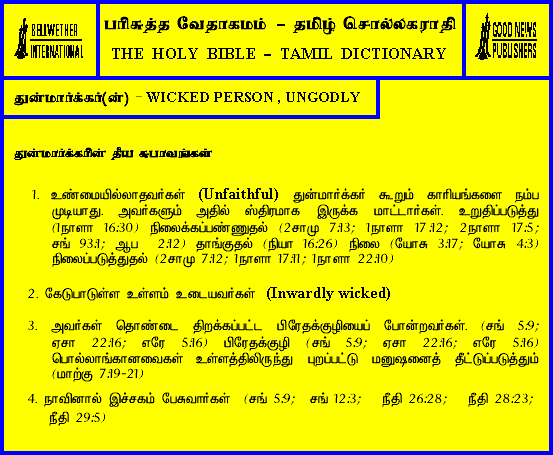 BELLWETHER
INTERNATIONAL
பரிசுத்த வேதாகமம் - தமிழ் சொல்லகராதி
THE HOLY BIBLE - TAMIL DICTIONARY
GOOD NEWS
PUBLISHERS
துன்மார்க்கர்(ன்) - WICKED PERSON, UNGODLY
துன்மார்க்கரின் தீய சுபாவங்கள்
1. உண்மையில்லாதவர்கள் (Unfaithful) துன்மார்க்கர் கூறும் காரியங்களை நம்ப
முடியாது. அவர்களும் அதில் ஸ்திரமாக இருக்க மாட்டார்கள். உறுதிப்படுத்து
(1நாளா 16:30) நிலைக்கப்பண்ணுதல் (2சாமு 7:13; 1நாளா 17:12; 2நாளா 17:5;
சங் 93:1; ஆப 2:12) தாங்குதல் (நியா 16:26) நிலை (யோசு 3:17; யோசு 4:3)
நிலைப்படுத்துதல் (2சாமு 7:12; 1நாளா 17:11; 1நாளா 22:10)
2. கேடுபாடுள்ள உள்ளம் உடையவர்கள் (Inwardly wicked)
3. அவர்கள் தொண்டை திறக்கப்பட்ட பிரேதக்குழியைப் போன்றவர்கள். (சங் 5:9;
ஏசா 22:16; எரே 5:16) பிரேதக்குழி (சங் 5:9; ஏசா 22:16; எரே 5:16)
பொல்லாங்கானவைகள் உள்ளத்திலிருந்து புறப்பட்டு மனுஷனைத் தீட்டுப்படுத்தும்
(மாற்கு 7:19-21)
4. நாவினால் இச்சகம் பேசுவார்கள் (சங் 5:9; சங் 12:3; நீதி 26:28; நீதி 28:23;
நீதி 29:5)